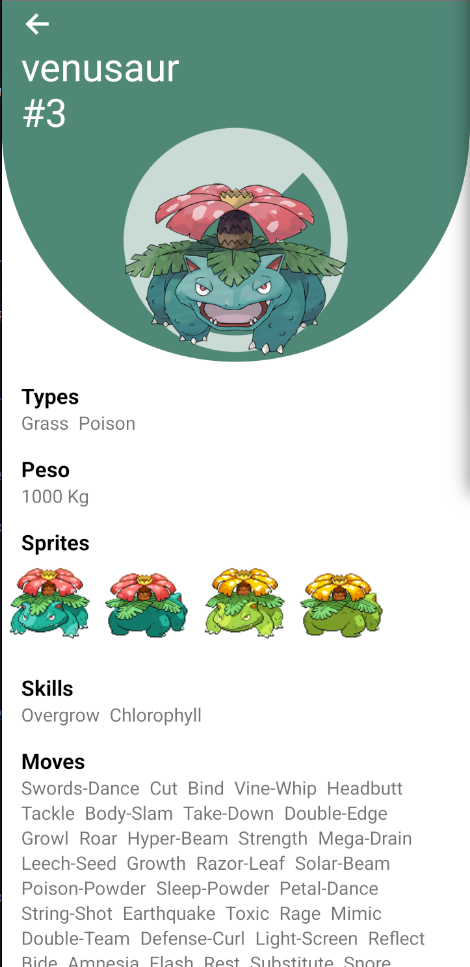 venusaur
#3
Types
Grass Poison
Peso
1000 Kg
Sprites
Skills
Overgrow Chlorophyll
Moves
Swords-Dance Cut Bind Vine-Whip Headbutt
Tackle Body-Slam Take-Down Double-Edge
Growl Roar Hyper-Beam Strength Mega-Drain
Leech-Seed Growth Razor-Leaf Solar-Beam
Poison-Powder Sleep-Powder Petal-Dance
String-Shot Earthquake Toxic Rage Mimic
Double-Team Defense-Curl Light-Screen Reflect
Bide Amnesia Flash Rest Substitute Snore